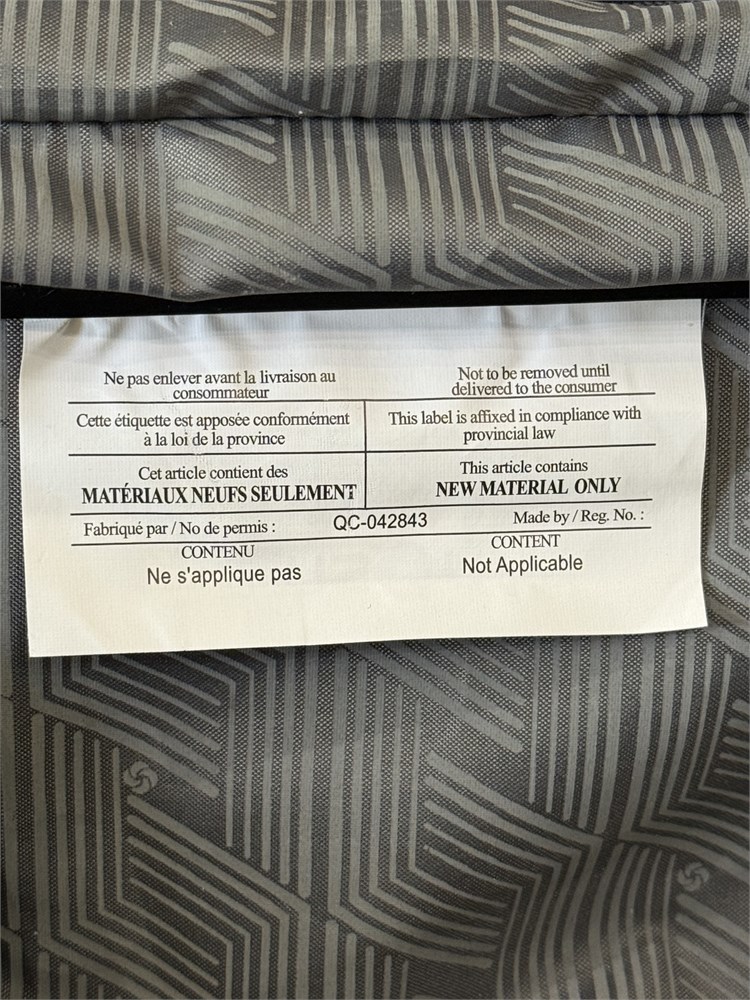 Ne pas enlever avant la livraison au
consommateur
Not to be removed until
delivered to the consumer
Cette étiquette est apposée conformément
à la loi de la province
This label is affixed in compliance with
provincial law
Cet article contient des
MATÉRIAUX NEUFS SEULEMENT
This article contains
NEW MATERIAL ONLY
Fabriqué par / No de permis : QC-042843 Made by / Reg. No. :
CONTENU
Ne s'applique pas
CONTENT
Not Applicable